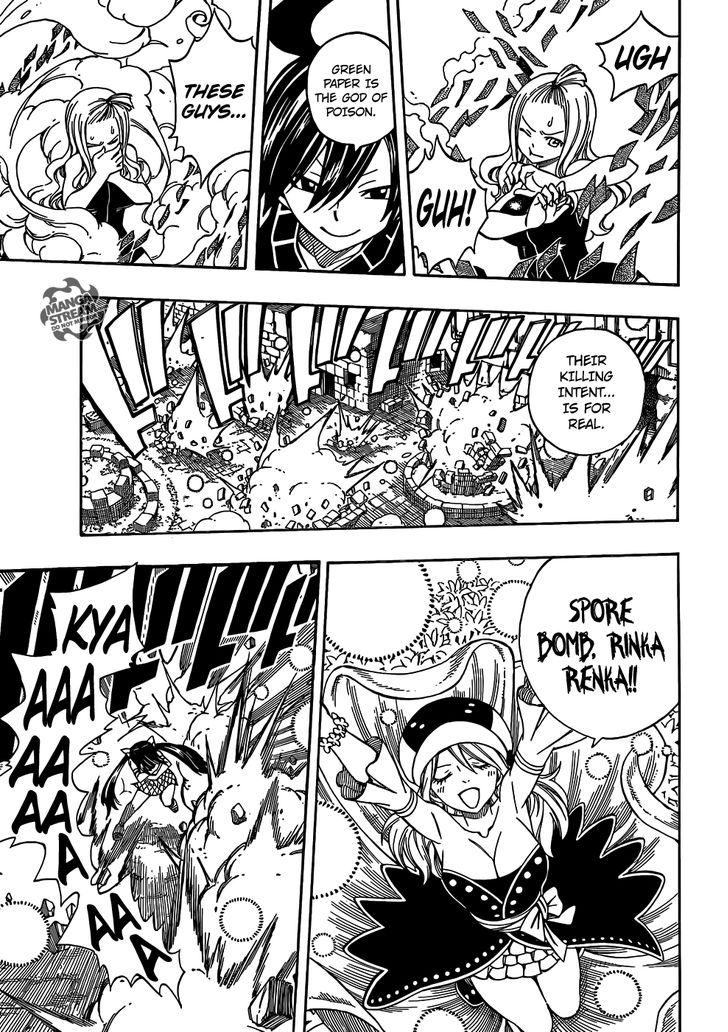 UGH
GUH!
GREEN
PAPER IS
THE GOD OF
POISON.
THESE
GUYS...
MANGA
STREAM
THEIR
KILLING
INTENT...
IS FOR
REAL.
SPORE
BOMB, RINKA
RENKA!!
KYA
AAA
AA
AAA
A
AA
A